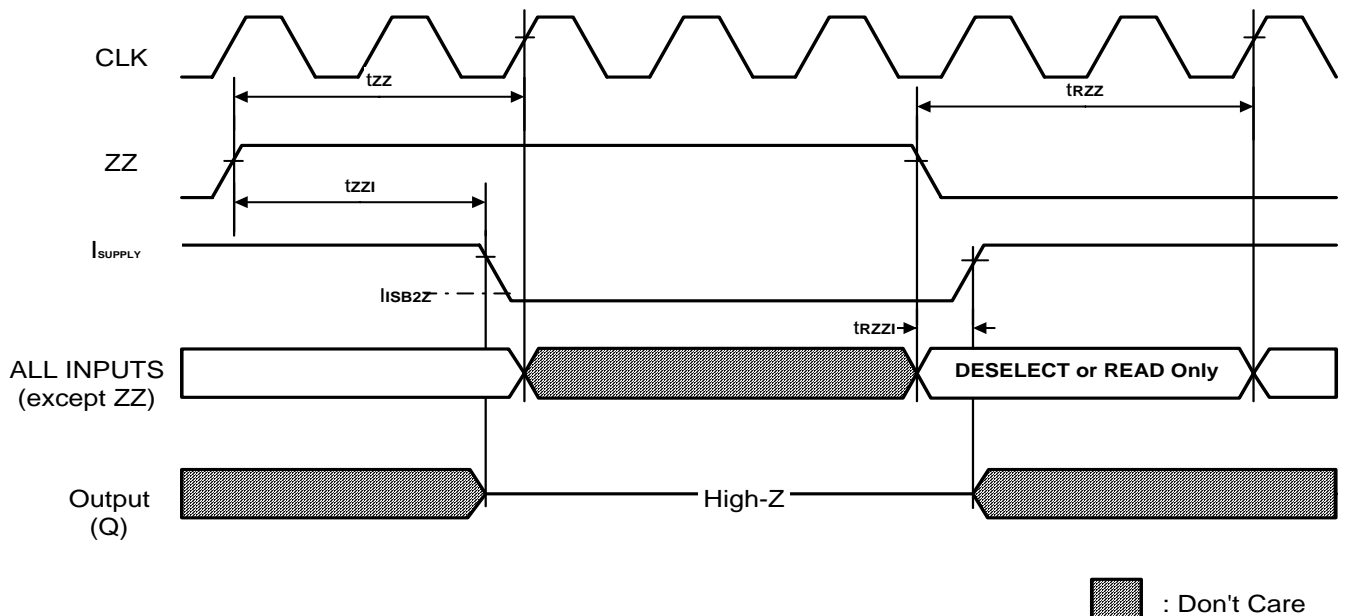 CLK
tzz
tRZZ
ZZ
tzzI
ISUPPLY
IISB2Z
tRZZI
ALL INPUTS
(except ZZ)
DESELECT or READ Only
Output
(Q)
High-Z
: Don't Care